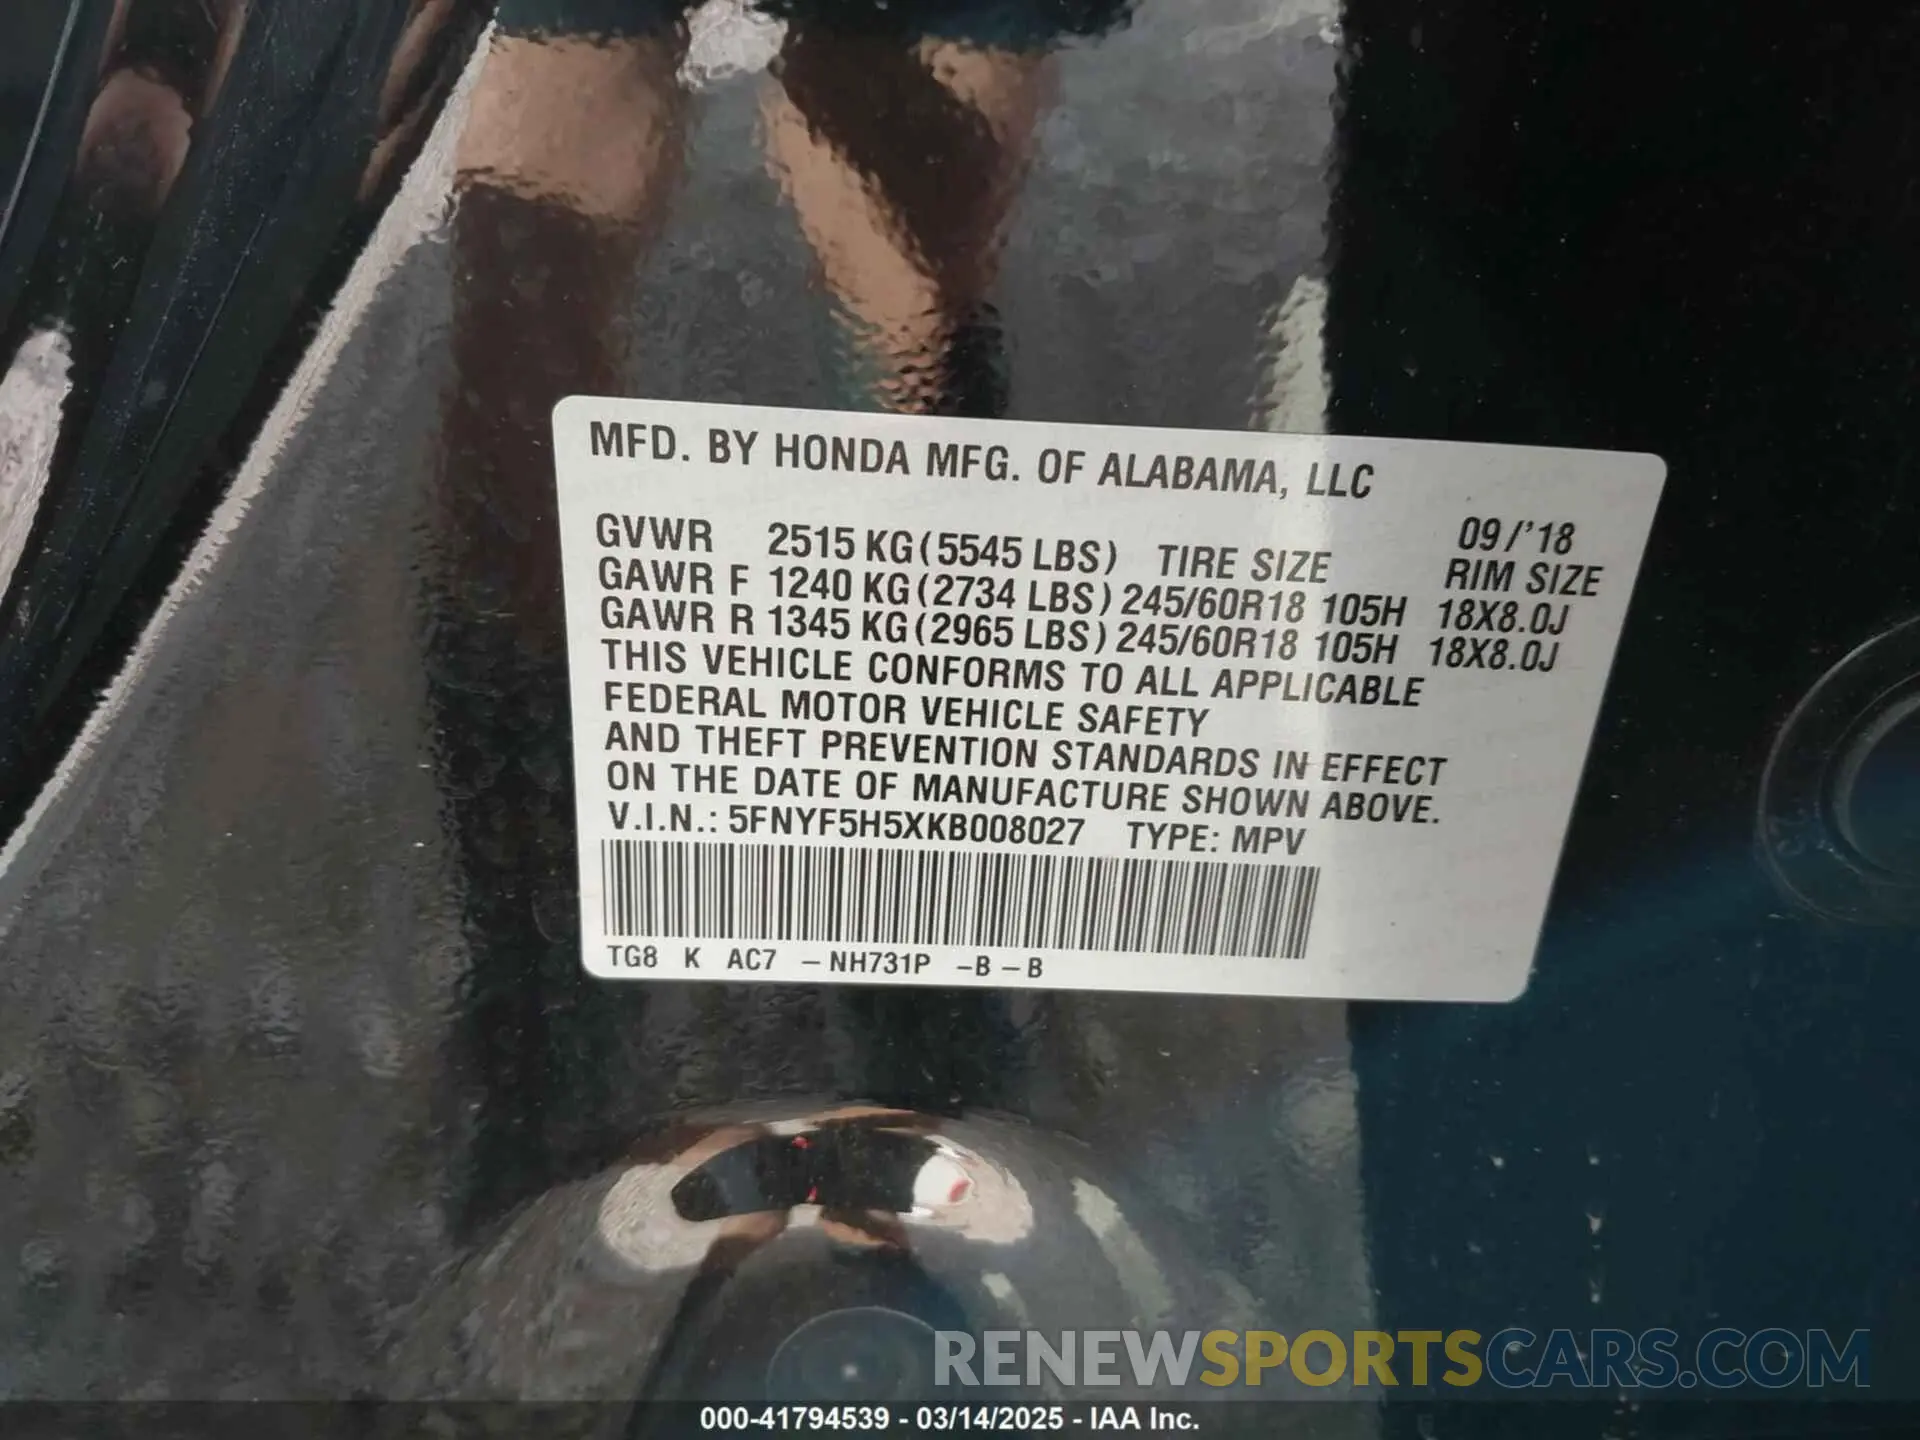 MFD. BY HONDA MFG. OF ALABAMA, LLC
09/'18
GVWR 2515 KG(5545 LBS) TIRE SIZE RIM SIZE
GAWR F 1240 KG(2734 LBS) 245/60R18 105H 18X8.0J
GAWR R 1345 KG(2965 LBS) 245/60R18 105H 18X8.0J
THIS VEHICLE CONFORMS TO ALL APPLICABLE
FEDERAL MOTOR VEHICLE SAFETY
AND THEFT PREVENTION STANDARDS IN EFFECT
ON THE DATE OF MANUFACTURE SHOWN ABOVE.
V.I.N.: 5FNYF5H5XKB008027 TYPE: MPV
TG8 K AC7 –NH731P –B–B
RENEWSPORTSCARS.COM
000-41794539 - 03/14/2025 - IAA Inc.